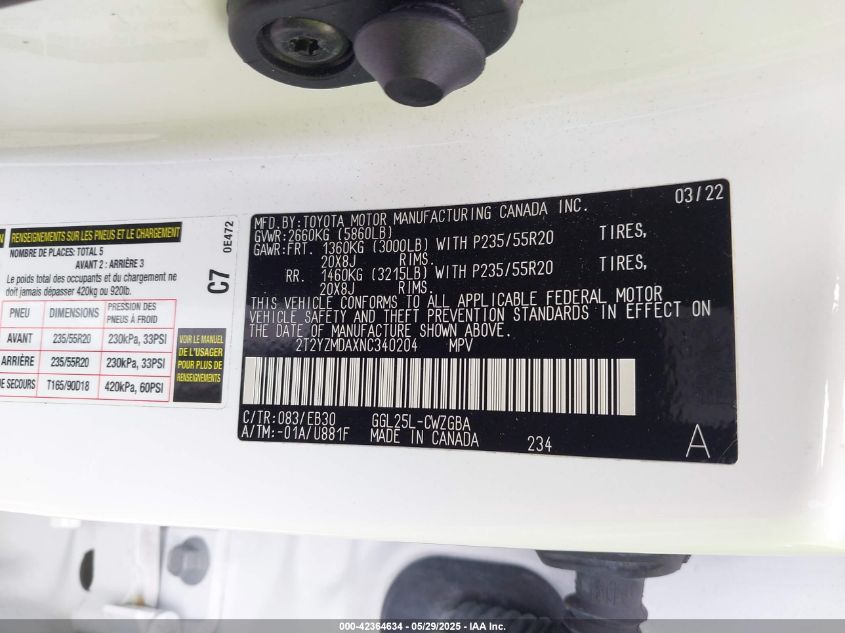 RENSEIGNEMENTS SUR LES PNEUS ET LE CHARGEMENT
NOMBRE DE PLACES: TOTAL 5
AVANT 2 : ARRIÈRE 3
Le poids total des occupants et du chargement ne
doit jamais dépasser 420kg ou 920lb.
PNEU DIMENSIONS PRESSION DES PNEUS À FROID
AVANT 235/55R20 230kPa, 33PSI
ARRIÈRE 235/55R20 230kPa, 33PSI
DE SECOURS T165/90D18 420kPa, 60PSI
VOIR LE MANUEL
DE L'USAGER
POUR PLUS DE
RENSEIGNEMENTS
C7
0E472
MFD.BY:TOYOTA MOTOR MANUFACTURING CANADA INC. 03/22
GVWR:2660KG (5860LB)
GAWR:FRT. 1360KG (3000LB) WITH P235/55R20 TIRES,
20X8J RIMS.
RR. 1460KG (3215LB) WITH P235/55R20 TIRES,
20X8J RIMS.
THIS VEHICLE CONFORMS TO ALL APPLICABLE FEDERAL MOTOR
VEHICLE SAFETY AND THEFT PREVENTION STANDARDS IN EFFECT ON
THE DATE OF MANUFACTURE SHOWN ABOVE.
2T2YZMDAXNC340204 MPV
C/TR:083/EB30 GGL25L-CWZGBA
A/TM:-01A/U881F MADE IN CANADA 234 A
000-42364634 — 05/29/2025 — IAA Inc.